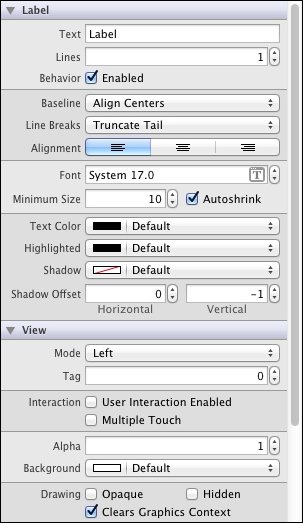 Label
Text Label
Lines 1
Behavior Enabled
Baseline Align Centers
Line Breaks Truncate Tail
Alignment
Font System 17.0 T
Minimum Size 10 Autoshrink
Text Color Default
Highlighted Default
Shadow Default
Shadow Offset 0 -1
Horizontal Vertical
View
Mode Left
Tag 0
Interaction User Interaction Enabled
Multiple Touch
Alpha 1
Background Default
Drawing Opaque Hidden
Clears Graphics Context